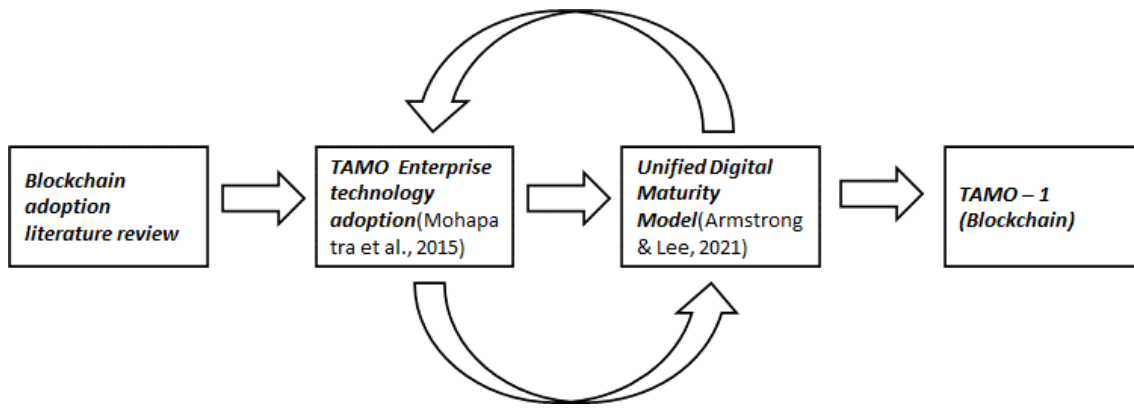 Blockchain
adoption
literature review
TAMO Enterprise
technology
adoption(Mohapa
tra et al., 2015)
Unified Digital
Maturity
Model(Armstrong
& Lee, 2021)
TAMO – 1
(Blockchain)